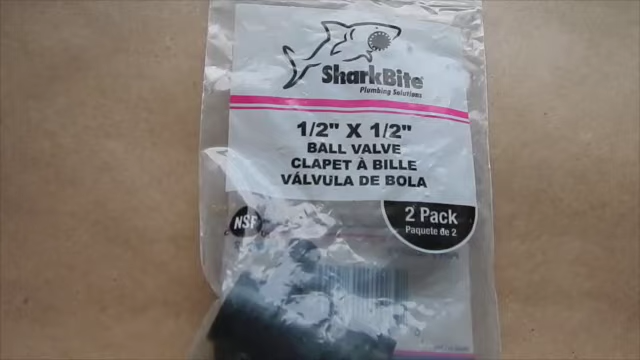 SharkBite
Plumbing Solutions
1/2" X 1/2"
BALL VALVE
CLAPET À BILLE
VÁLVULA DE BOLA
2 Pack
Paquete de 2
NSF